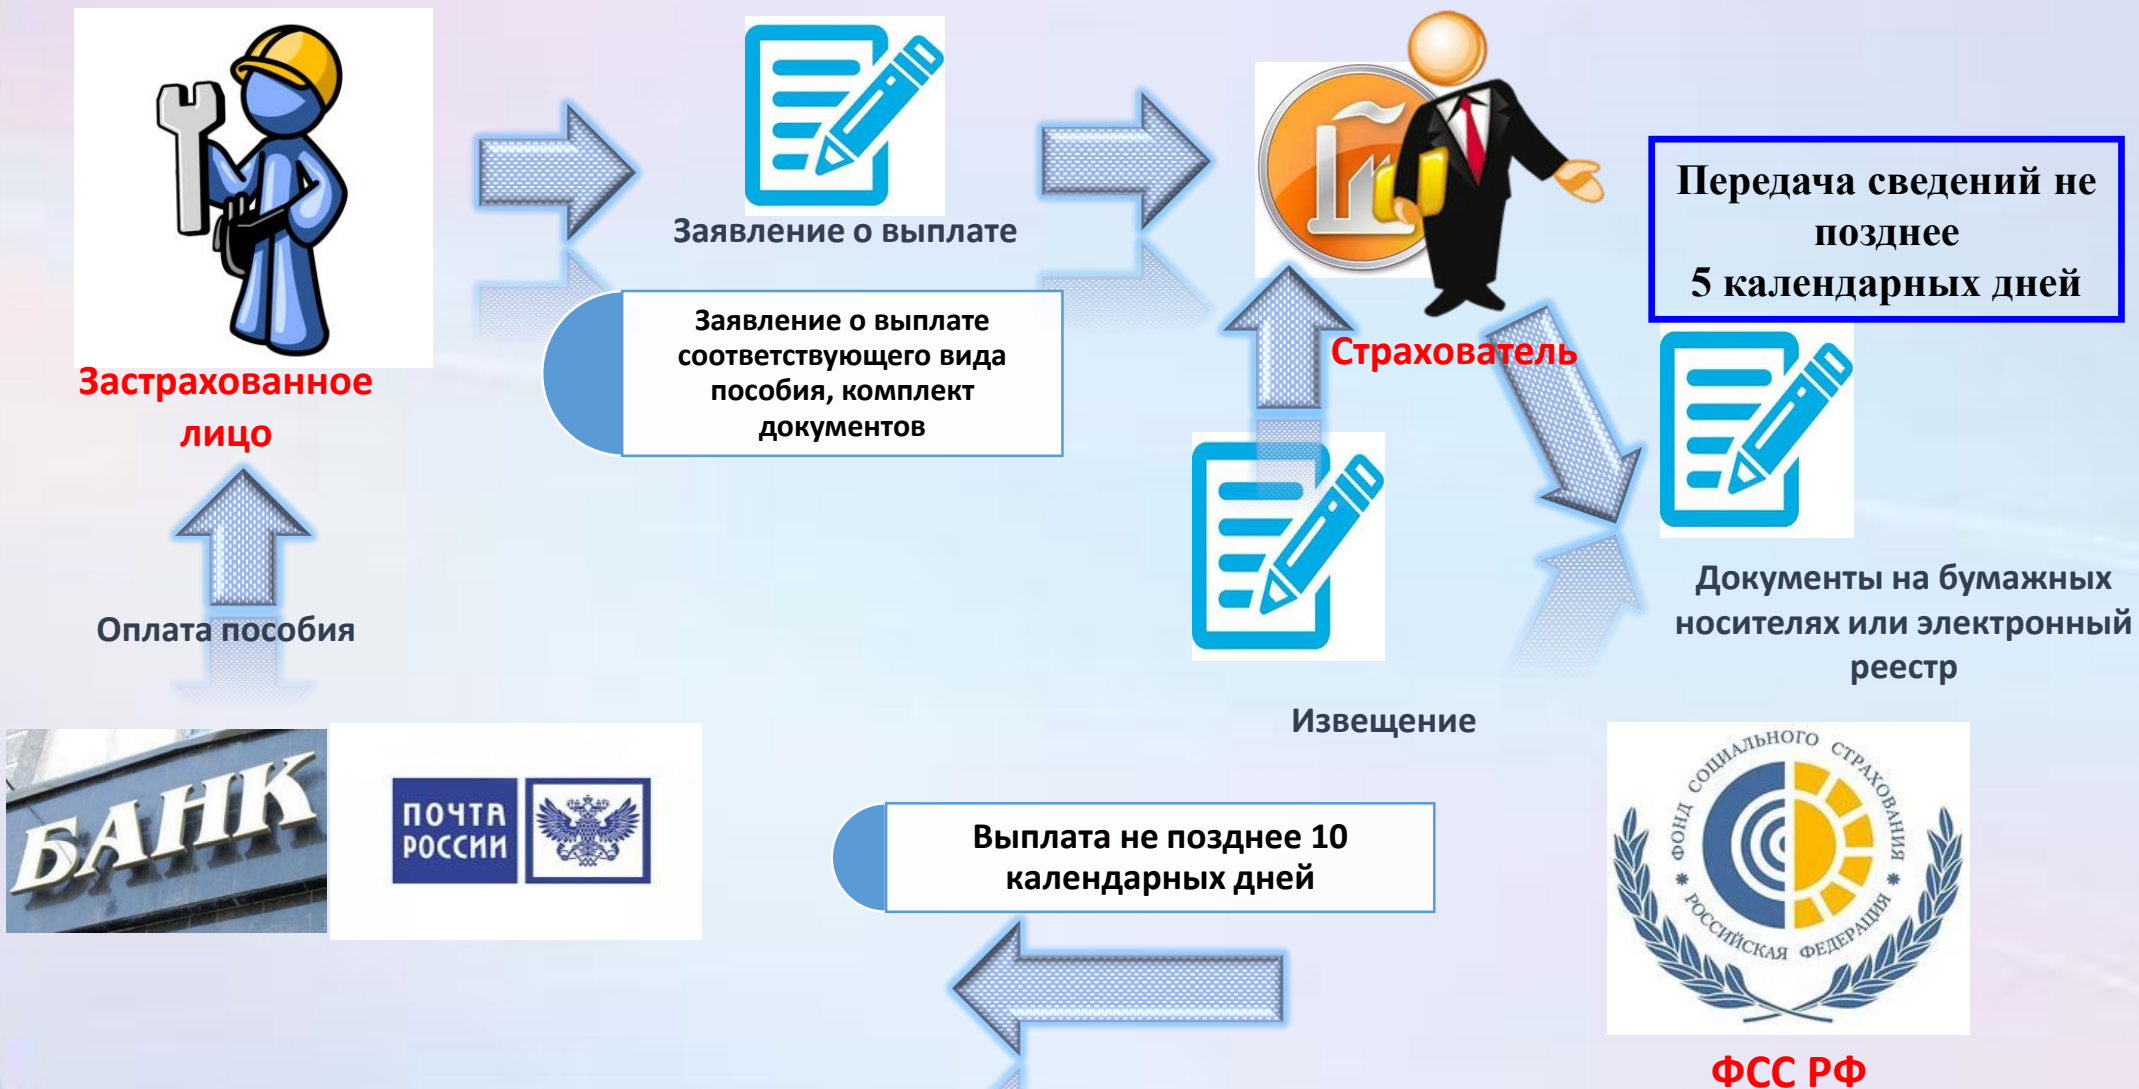 Заявление о выплате
Передача сведений не
позднее
5 календарных дней
Заявление о выплате
соответствующего вида
пособия, комплект
документов
Страхователь
Застрахованное
лицо
Документы на бумажных
носителях или электронный
реестр
Оплата пособия
Извещение
БАНК
ПОЧТА
РОССИИ
Выплата не позднее 10
календарных дней
ФОНД СОЦИАЛЬНОГО СТРАХОВАНИЯ
* РОССИЙСКАЯ ФЕДЕРАЦИЯ *
ФСС РФ